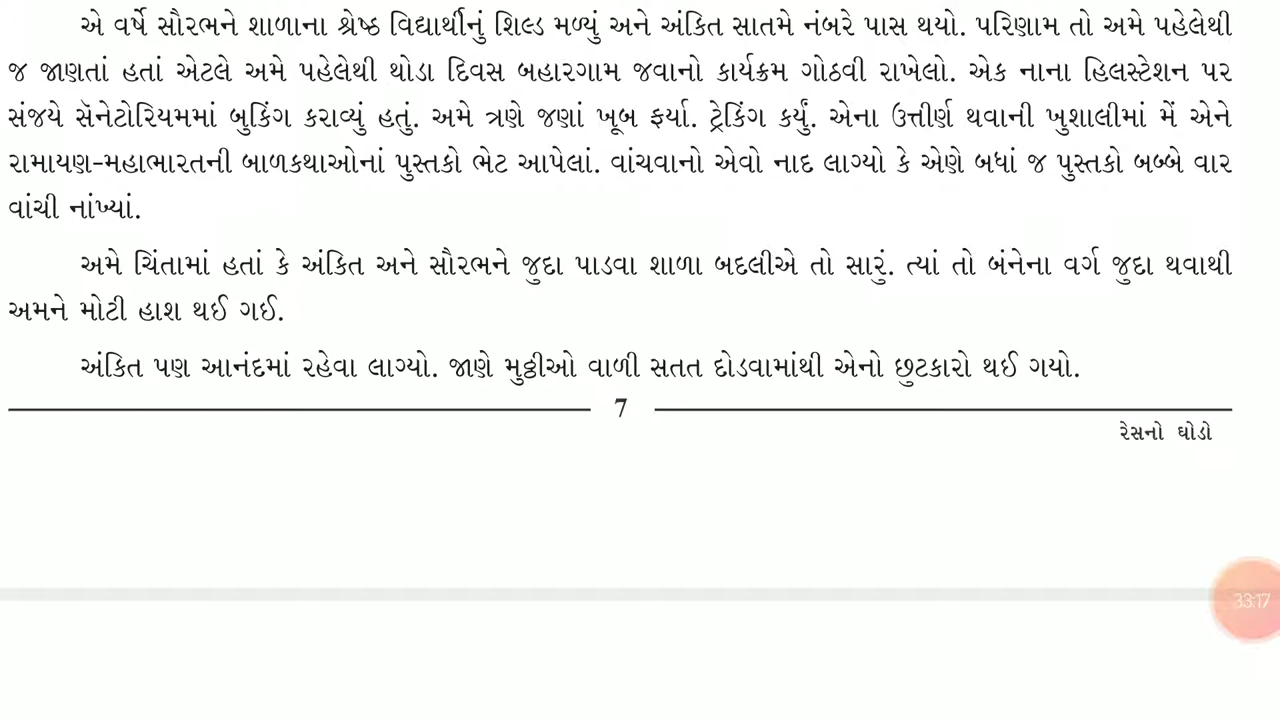 એ વર્ષે સૌરભને શાળાના શ્રેષ્ઠ વિદ્યાર્થીનું શિલ્ડ મળ્યું અને અંકિત સાતમે નંબરે પાસ થયો. પરિણામ તો અમે પહેલેથી
જ જાણતાં હતાં એટલે અમે પહેલેથી થોડા દિવસ બહારગામ જવાનો કાર્યક્રમ ગોઠવી રાખેલો. એક નાના હિલસ્ટેશન પર
સંજયે સૅનેટોરિયમમાં બુકિંગ કરાવ્યું હતું. અમે ત્રણે જણાં ખૂબ ફર્યા. ટ્રેકિંગ કર્યું. એના ઉત્તીર્ણ થવાની ખુશાલીમાં મેં એને
રામાયણ-મહાભારતની બાળકથાઓનાં પુસ્તકો ભેટ આપેલાં. વાંચવાનો એવો નાદ લાગ્યો કે એણે બધાં જ પુસ્તકો બબ્બે વાર
વાંચી નાંખ્યાં.
અમે ચિંતામાં હતાં કે અંકિત અને સૌરભને જુદા પાડવા શાળા બદલીએ તો સારું. ત્યાં તો બંનેના વર્ગ જુદા થવાથી
અમને મોટી હાશ થઈ ગઈ.
અંકિત પણ આનંદમાં રહેવા લાગ્યો. જાણે મુઠ્ઠીઓ વાળી સતત દોડવામાંથી એનો છુટકારો થઈ ગયો.
7
રેસનો ઘોડો
33:17